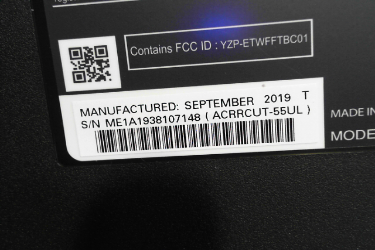 Contains FCC ID : YZP-ETWFFTBC01
MANUFACTURED: SEPTEMBER 2019 T
S/N ME1A1938107148 ( ACRRCUT-55UL )
MADE IN
MODE